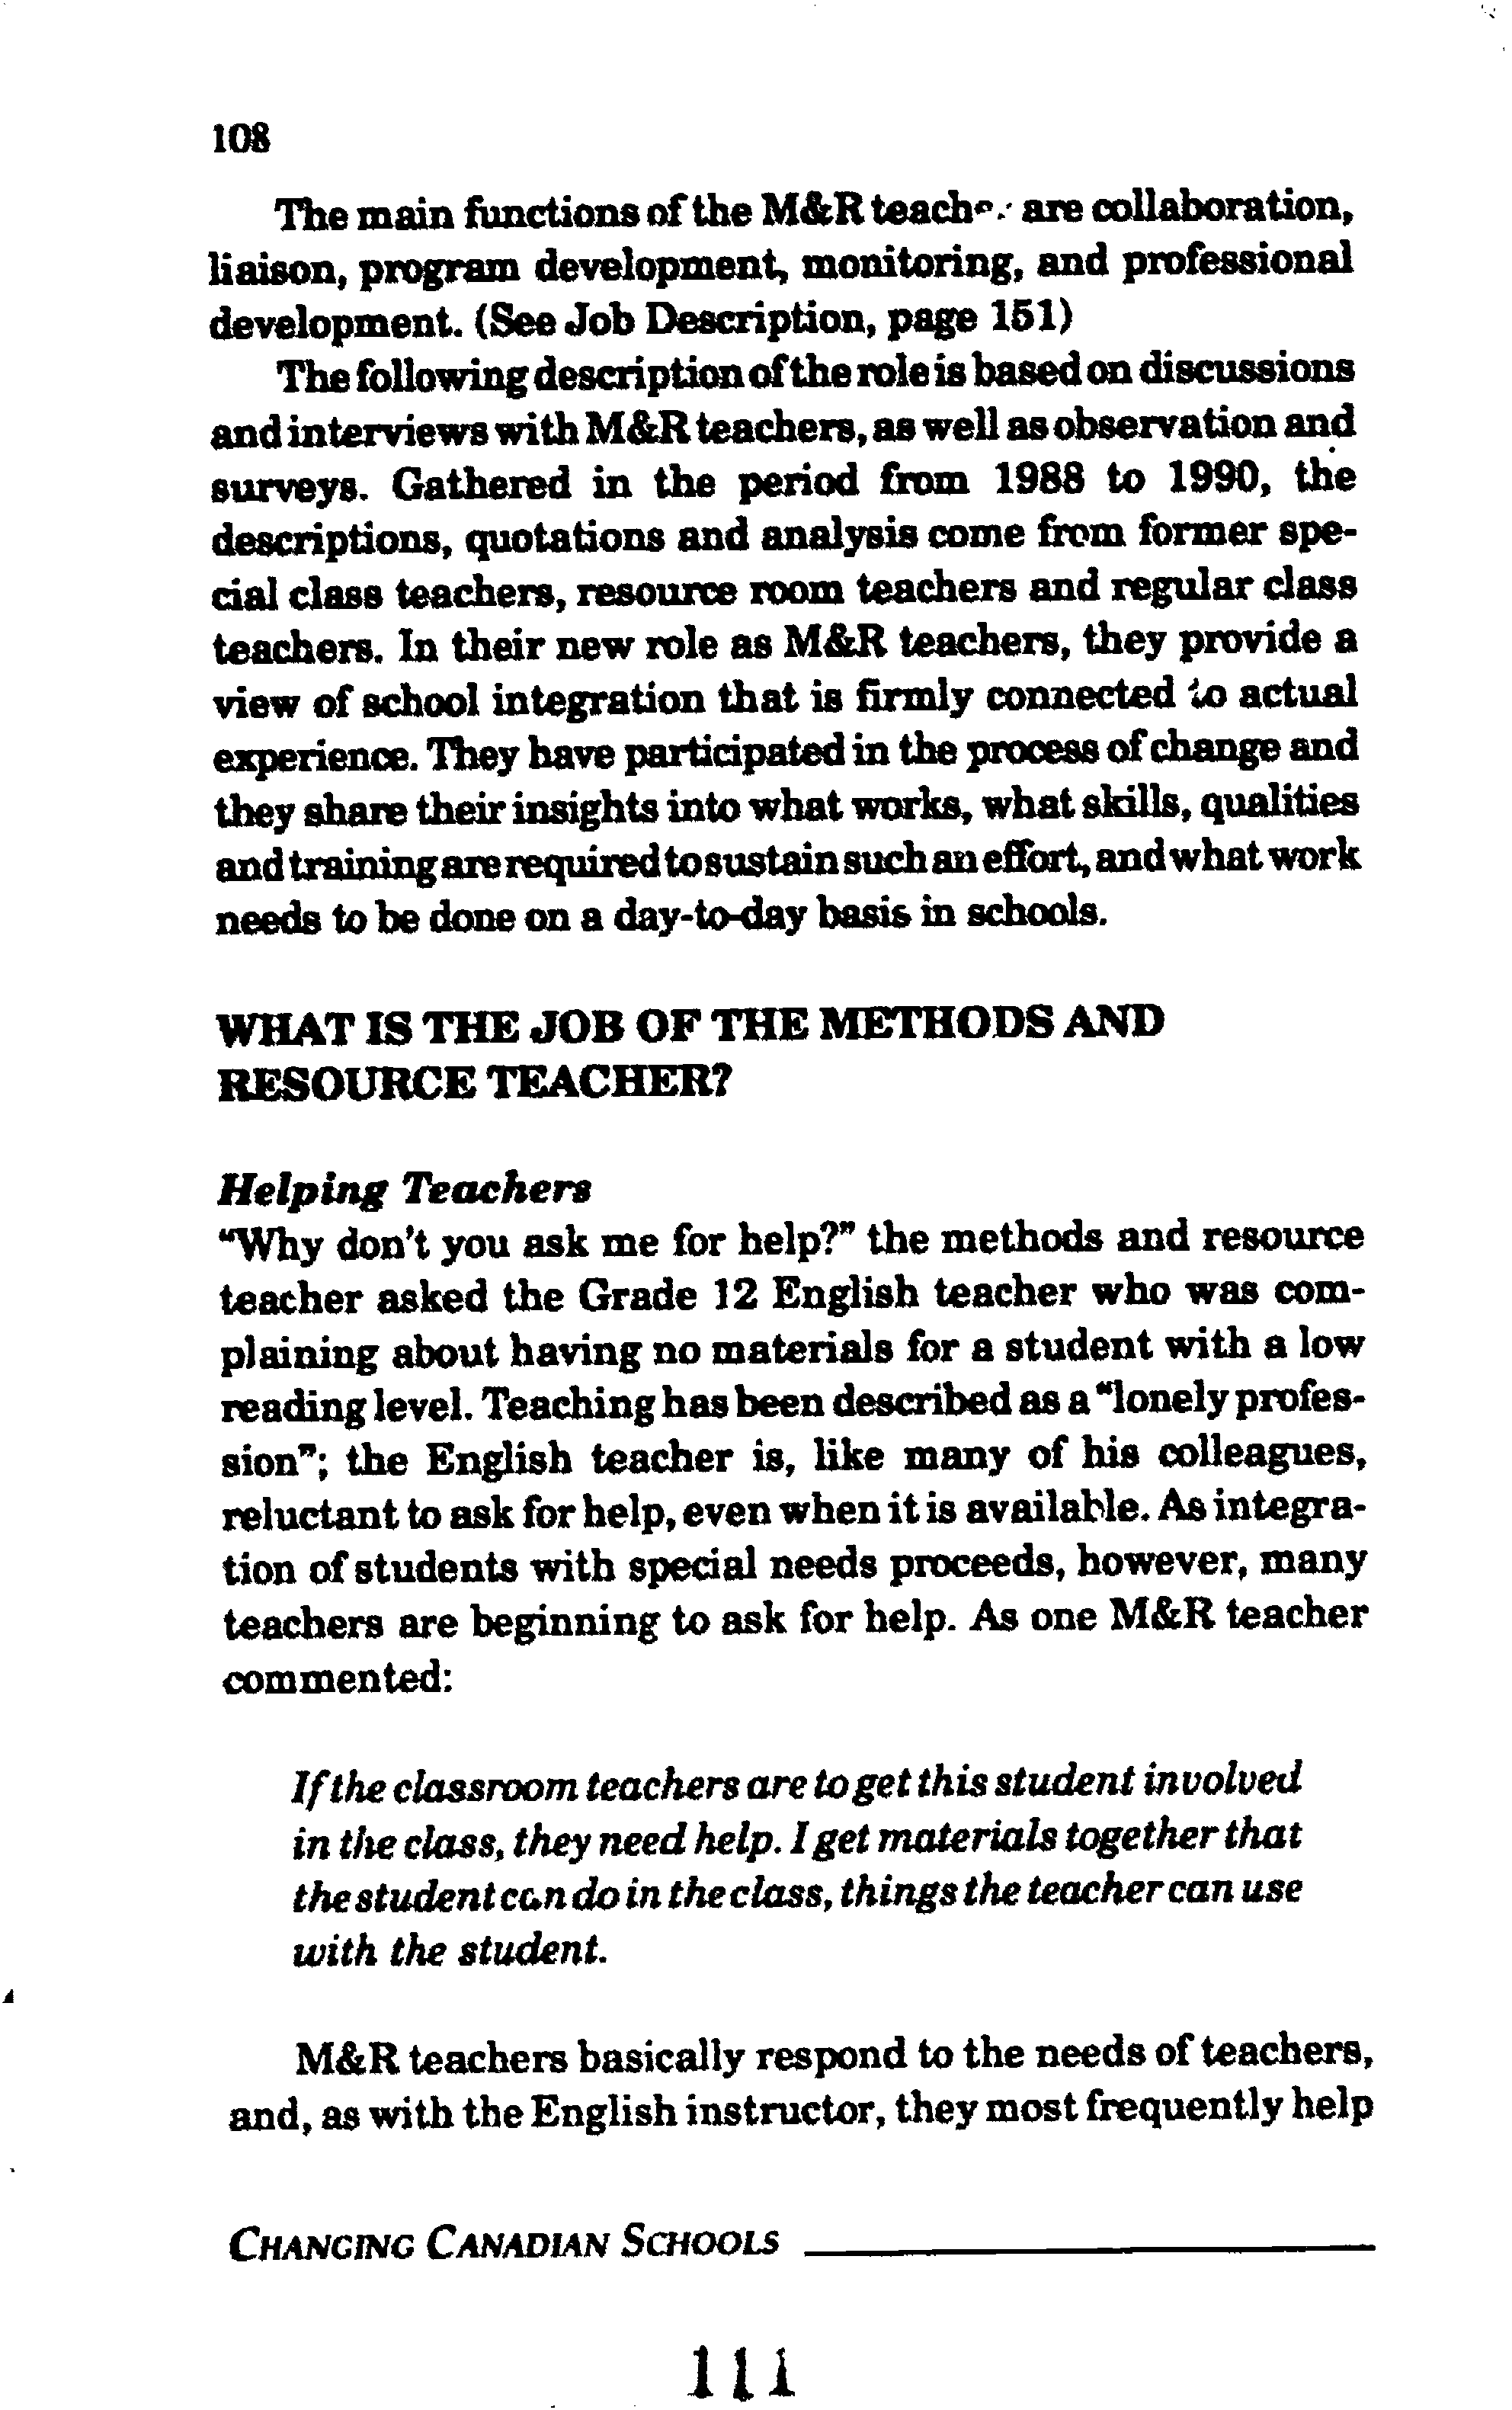 108
The main functions of the M&R teacher are collaboration,
liaison, program development, monitoring, and professional
development. (See Job Description, page 151)
The following description of the role is based on discussions
and interviews with M&R teachers, as well as observation and
surveys. Gathered in the period from 1988 to 1990, the
descriptions, quotations and analysis come from former spe-
cial class teachers, resource room teachers and regular class
teachers. In their new role as M&R teachers, they provide a
view of school integration that is firmly connected to actual
experience. They have participated in the process of change and
they share their insights into what works, what skills, qualities
and training are required to sustain such an effort, and what work
needs to be done on a day-to-day basis in schools.
WHAT IS THE JOB OF THE METHODS AND
RESOURCE TEACHER?
Helping Teachers
“Why don't you ask me for help?” the methods and resource
teacher asked the Grade 12 English teacher who was com-
plaining about having no materials for a student with a low
reading level. Teaching has been described as a “lonely profes-
sion”; the English teacher is, like many of his colleagues,
reluctant to ask for help, even when it is available. As integra-
tion of students with special needs proceeds, however, many
teachers are beginning to ask for help. As one M&R teacher
commented:
If the classroom teachers are to get this student involved
in the class, they need help. I get materials together that
the student can do in the class, things the teacher can use
with the student.
M&R teachers basically respond to the needs of teachers,
and, as with the English instructor, they most frequently help
CHANGING CANADIAN SCHOOLS
111